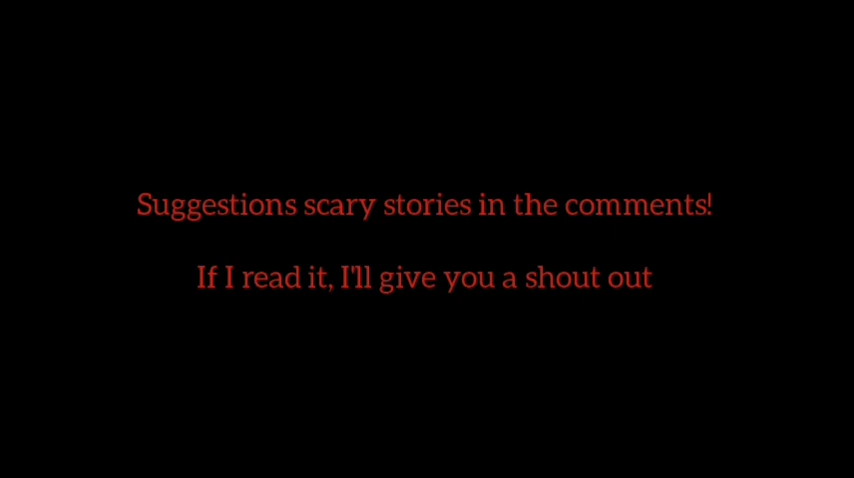 Suggestions scary stories in the comments!
If I read it, I'll give you a shout out